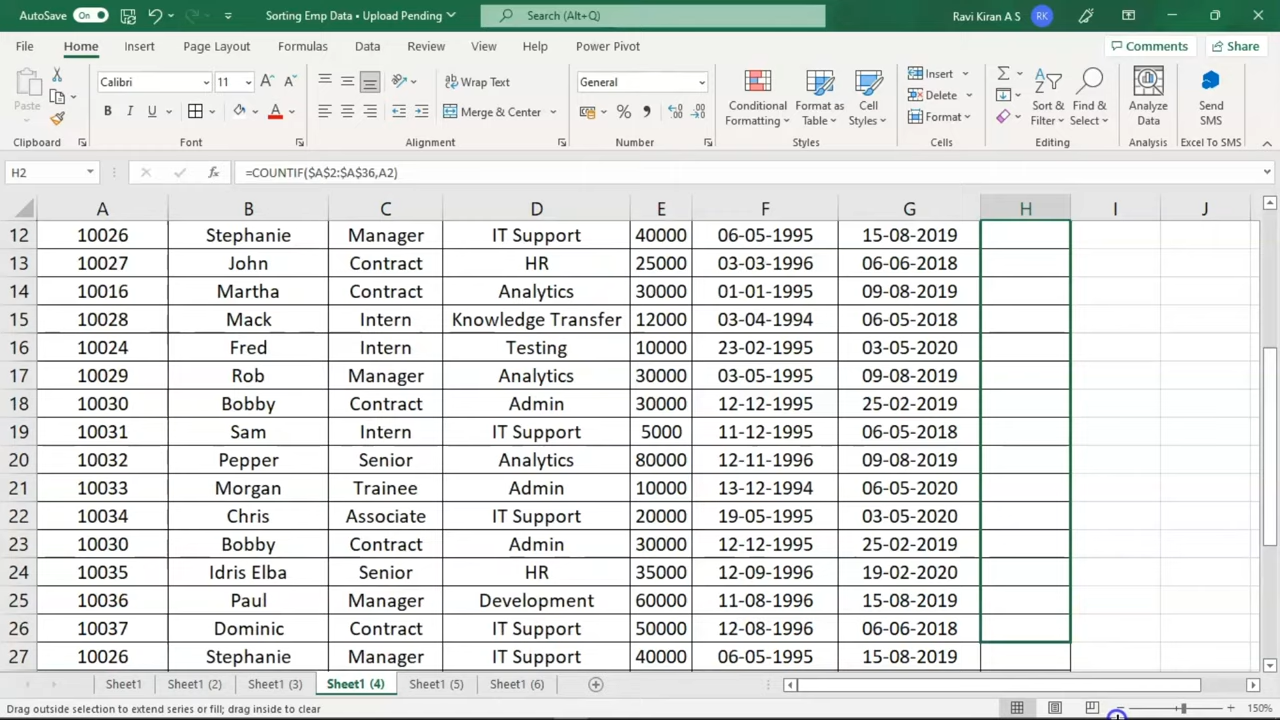 AutoSave On Sorting Emp Data • Upload Pending Search (Alt+Q) Ravi Kiran A S RK
File Home Insert Page Layout Formulas Data Review View Help Power Pivot Comments Share
Paste Calibri 11 A A Wrap Text General Conditional Formatting Format as Table Cell Styles Insert Sort & Filter Find & Select Analyze Data Send SMS
B I U A Merge & Center % , Delete
Format
Clipboard Font Alignment Number Styles Cells Editing Analysis Excel To SMS
H2 fx =COUNTIF($A$2:$A$36,A2)
A B C D E F G H I J
12 10026 Stephanie Manager IT Support 40000 06-05-1995 15-08-2019
13 10027 John Contract HR 25000 03-03-1996 06-06-2018
14 10016 Martha Contract Analytics 30000 01-01-1995 09-08-2019
15 10028 Mack Intern Knowledge Transfer 12000 03-04-1994 06-05-2018
16 10024 Fred Intern Testing 10000 23-02-1995 03-05-2020
17 10029 Rob Manager Analytics 30000 03-05-1995 09-08-2019
18 10030 Bobby Contract Admin 30000 12-12-1995 25-02-2019
19 10031 Sam Intern IT Support 5000 11-12-1995 06-05-2018
20 10032 Pepper Senior Analytics 80000 12-11-1996 09-08-2019
21 10033 Morgan Trainee Admin 10000 13-12-1994 06-05-2020
22 10034 Chris Associate IT Support 20000 19-05-1995 03-05-2020
23 10030 Bobby Contract Admin 30000 12-12-1995 25-02-2019
24 10035 Idris Elba Senior HR 35000 12-09-1996 19-02-2020
25 10036 Paul Manager Development 60000 11-08-1996 15-08-2019
26 10037 Dominic Contract IT Support 50000 12-08-1996 06-06-2018
27 10026 Stephanie Manager IT Support 40000 06-05-1995 15-08-2019
Sheet1 Sheet1 (2) Sheet1 (3) Sheet1 (4) Sheet1 (5) Sheet1 (6)
Drag outside selection to extend series or fill; drag inside to clear 150%